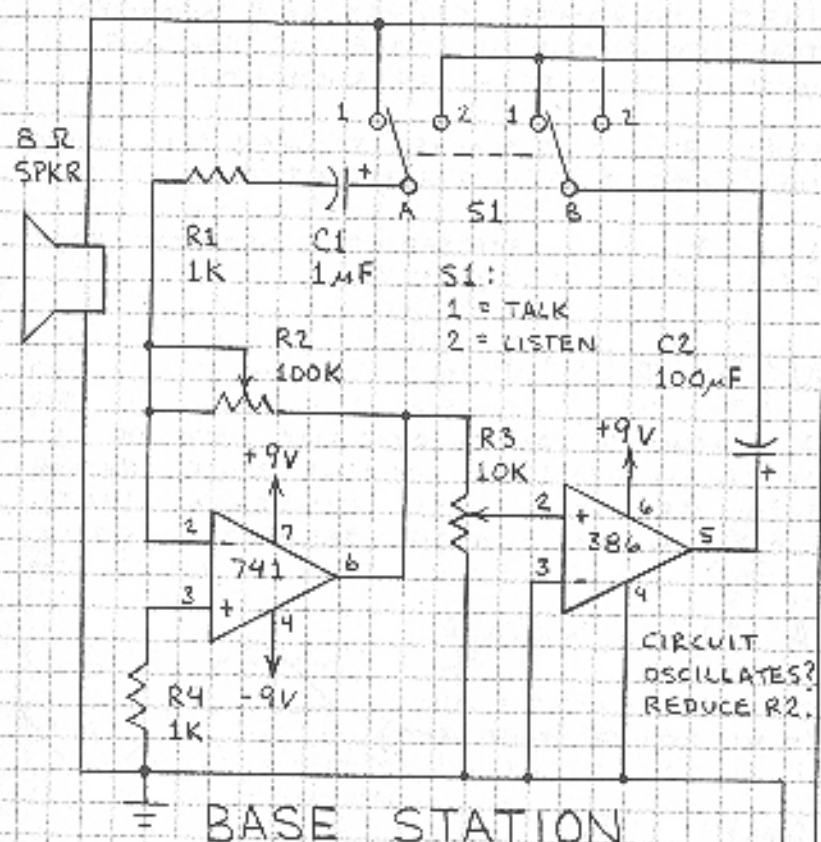 1
2
1
2
8 Ω
SPKR
+
A
S1
B
R1
1K
C1
1μF
S1:
1 = TALK
2 = LISTEN
R2
100K
C2
100μF
+9V
R3
10K
+9V
+
2
7
-
741
6
3
+
4
-9V
R4
1K
2
+
6
386
5
3
-
4
CIRCUIT
OSCILLATES?
REDUCE R2.
BASE STATION